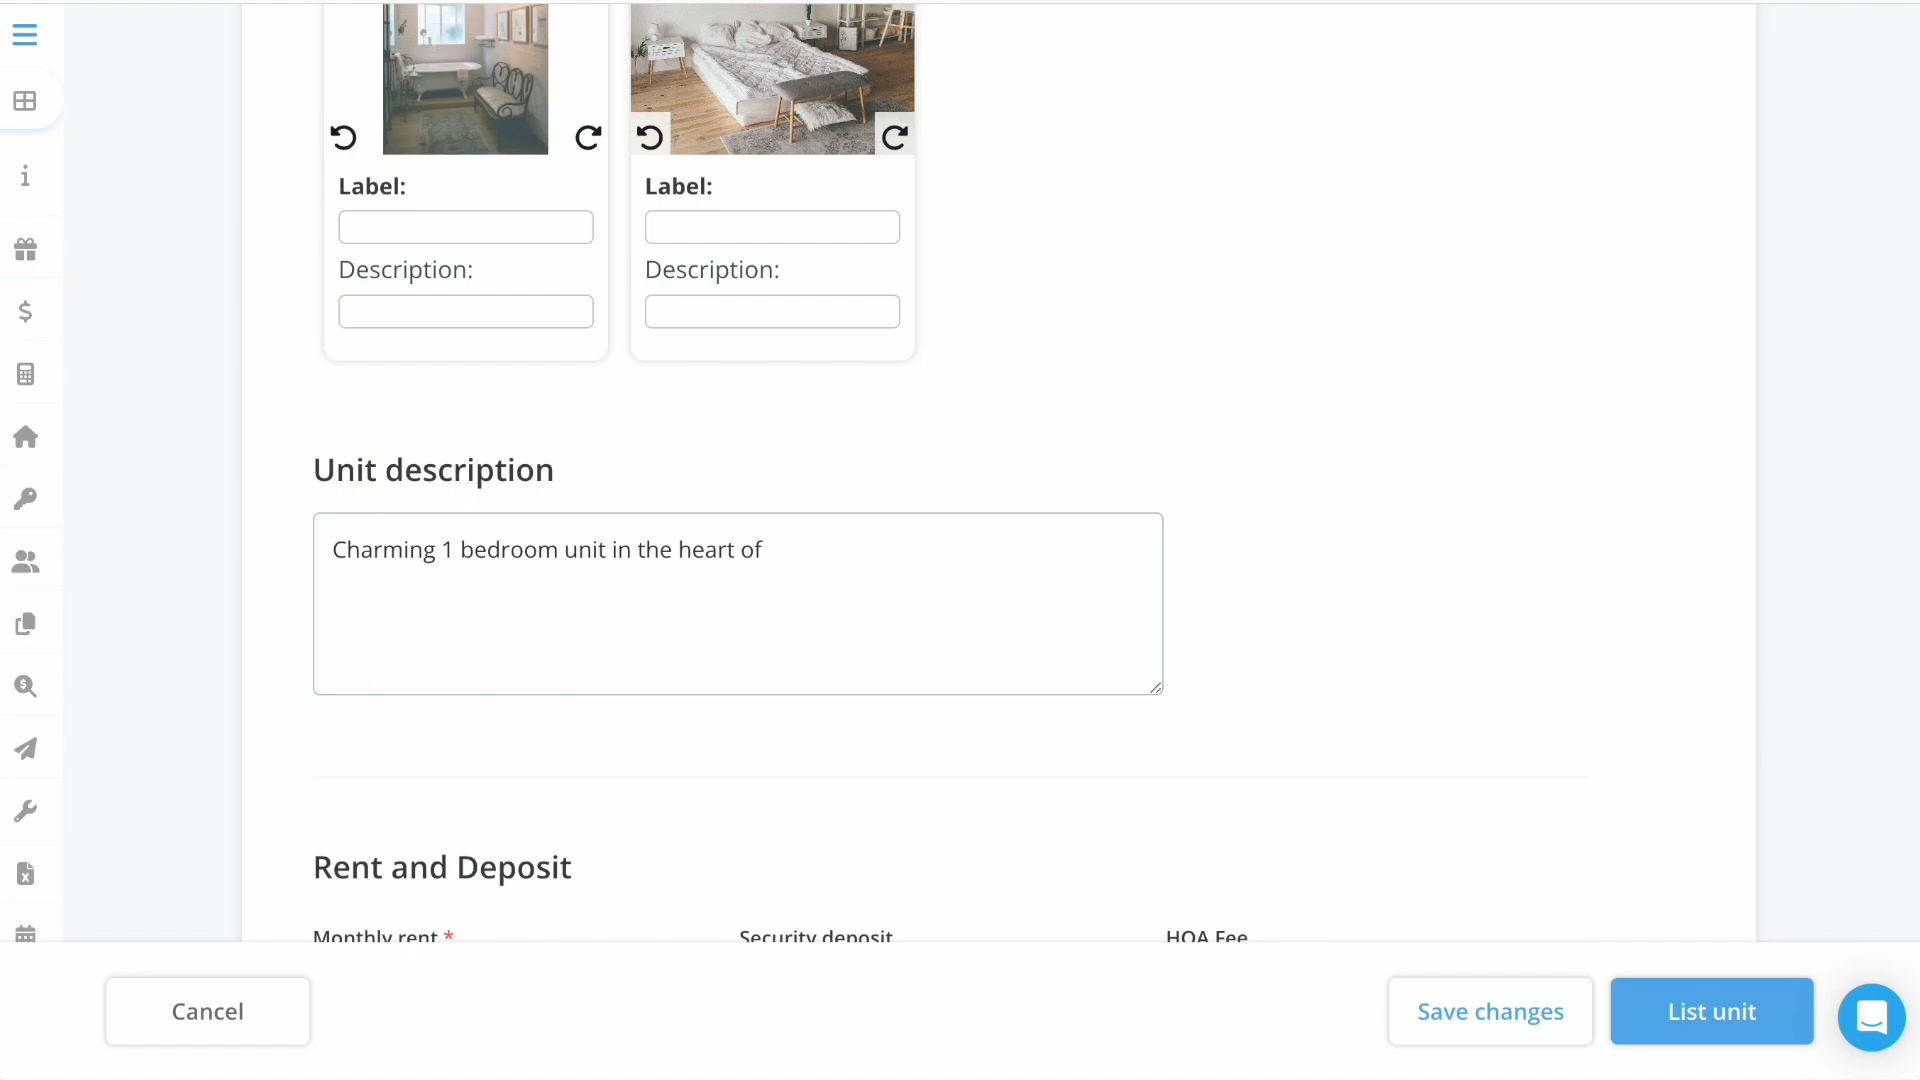 Label:
Label:
Description:
Description:
Unit description
Charming 1 bedroom unit in the heart of
Rent and Deposit
Monthly rent *
Security deposit
HOA Fee
Cancel
Save changes
List unit